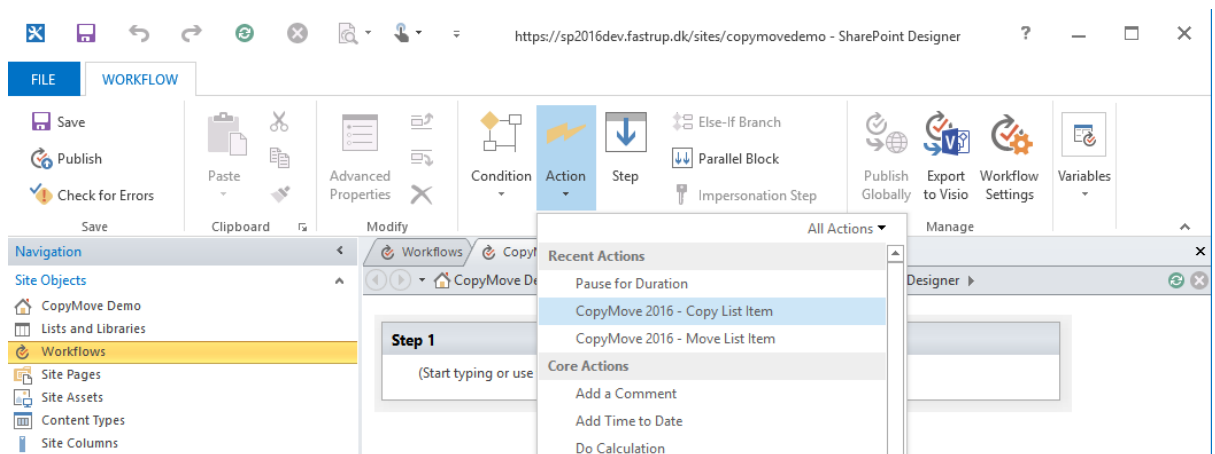 https://sp2016dev.fastrup.dk/sites/copymovedemo - SharePoint Designer ?
FILE WORKFLOW
Save
Publish
Check for Errors
Paste
Advanced Properties
Condition Action Step
Else-If Branch
Parallel Block
Impersonation Step
Publish Globally
Export to Visio
Workflow Settings
Variables
Save Clipboard Modify Manage
All Actions
Navigation
Workflows
Site Objects
CopyMove Demo
Lists and Libraries
Workflows
Site Pages
Site Assets
Content Types
Site Columns
Designer
Step 1
(Start typing or use
Recent Actions
Pause for Duration
CopyMove 2016 - Copy List Item
CopyMove 2016 - Move List Item
Core Actions
Add a Comment
Add Time to Date
Do Calculation